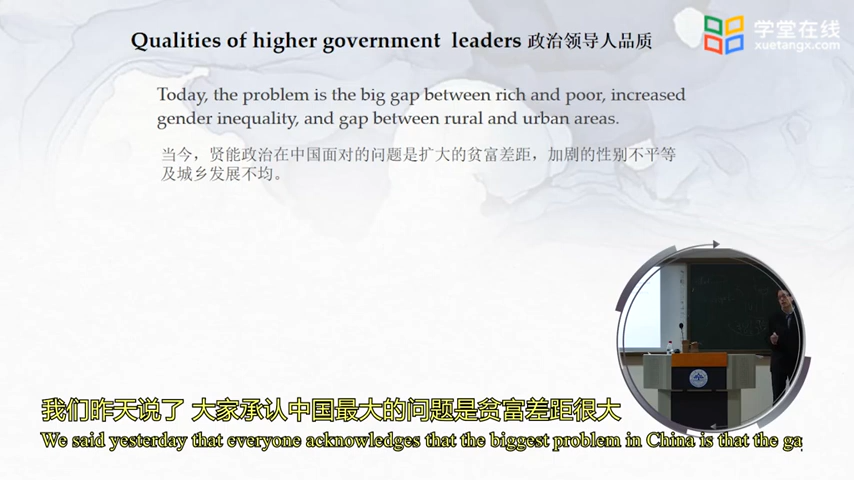 学堂在线
xuetangx.com
Qualities of higher government leaders 政治领导人品质
Today, the problem is the big gap between rich and poor, increased
gender inequality, and gap between rural and urban areas.
当今，贤能政治在中国面对的问题是扩大的贫富差距，加剧的性别不平等
及城乡发展不均。
我们昨天说了 大家承认中国最大的问题是贫富差距很大
We said yesterday that everyone acknowledges that the biggest problem in China is that the ga